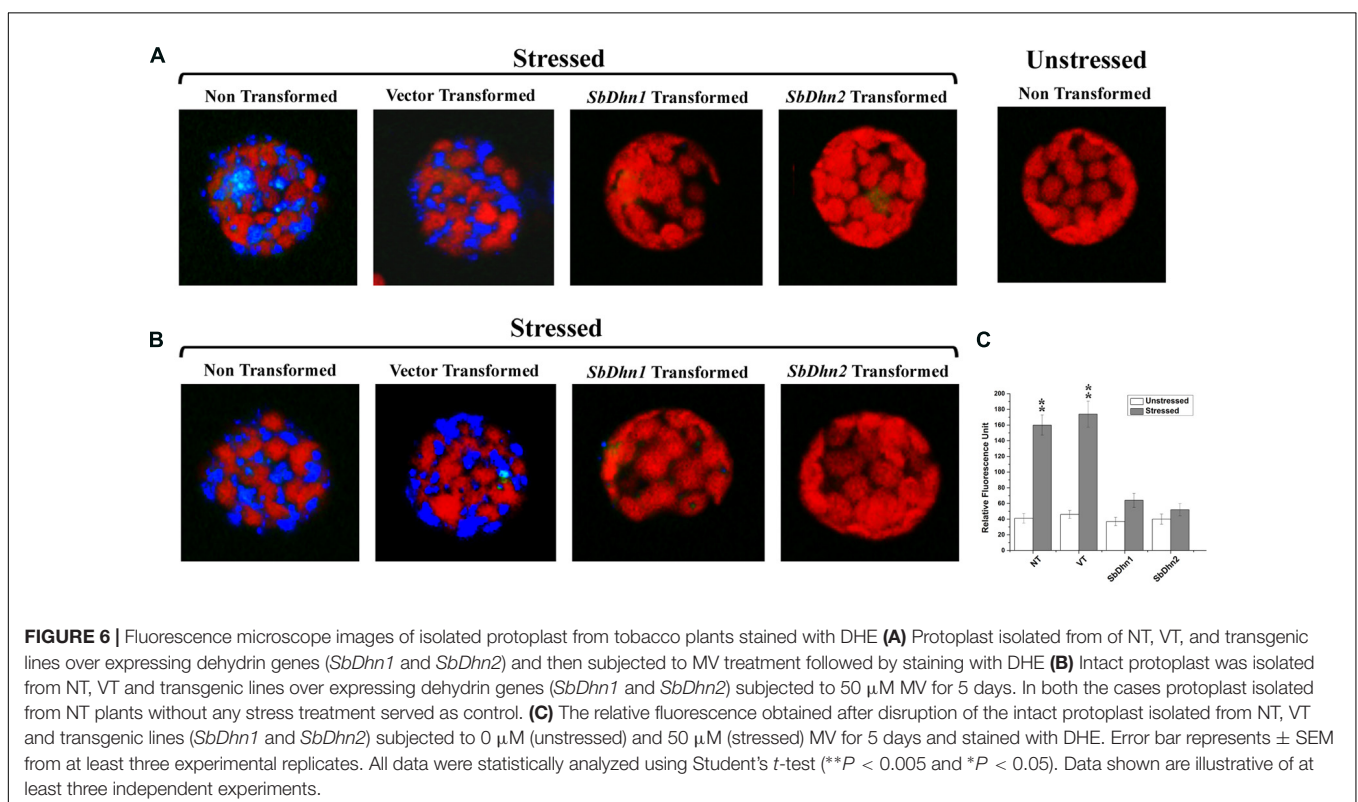 A
Stressed
Unstressed
Non Transformed
Vector Transformed
SbDhn1 Transformed
SbDhn2 Transformed
Non Transformed
B
Stressed
Non Transformed
Vector Transformed
SbDhn1 Transformed
SbDhn2 Transformed
C
Relative Fluorescence Unit
200
180
160
140
120
100
80
60
40
20
0
**
**
Unstressed
Stressed
NT
VT
SbDhn1
SbDhn2
FIGURE 6 | Fluorescence microscope images of isolated protoplast from tobacco plants stained with DHE (A) Protoplast isolated from of NT, VT, and transgenic
lines over expressing dehydrin genes (SbDhn1 and SbDhn2) and then subjected to MV treatment followed by staining with DHE (B) Intact protoplast was isolated
from NT, VT and transgenic lines over expressing dehydrin genes (SbDhn1 and SbDhn2) subjected to 50 μM MV for 5 days. In both the cases protoplast isolated
from NT plants without any stress treatment served as control. (C) The relative fluorescence obtained after disruption of the intact protoplast isolated from NT, VT
and transgenic lines (SbDhn1 and SbDhn2) subjected to 0 μM (unstressed) and 50 μM (stressed) MV for 5 days and stained with DHE. Error bar represents ± SEM
from at least three experimental replicates. All data were statistically analyzed using Student's t-test (**P < 0.005 and *P < 0.05). Data shown are illustrative of at
least three independent experiments.